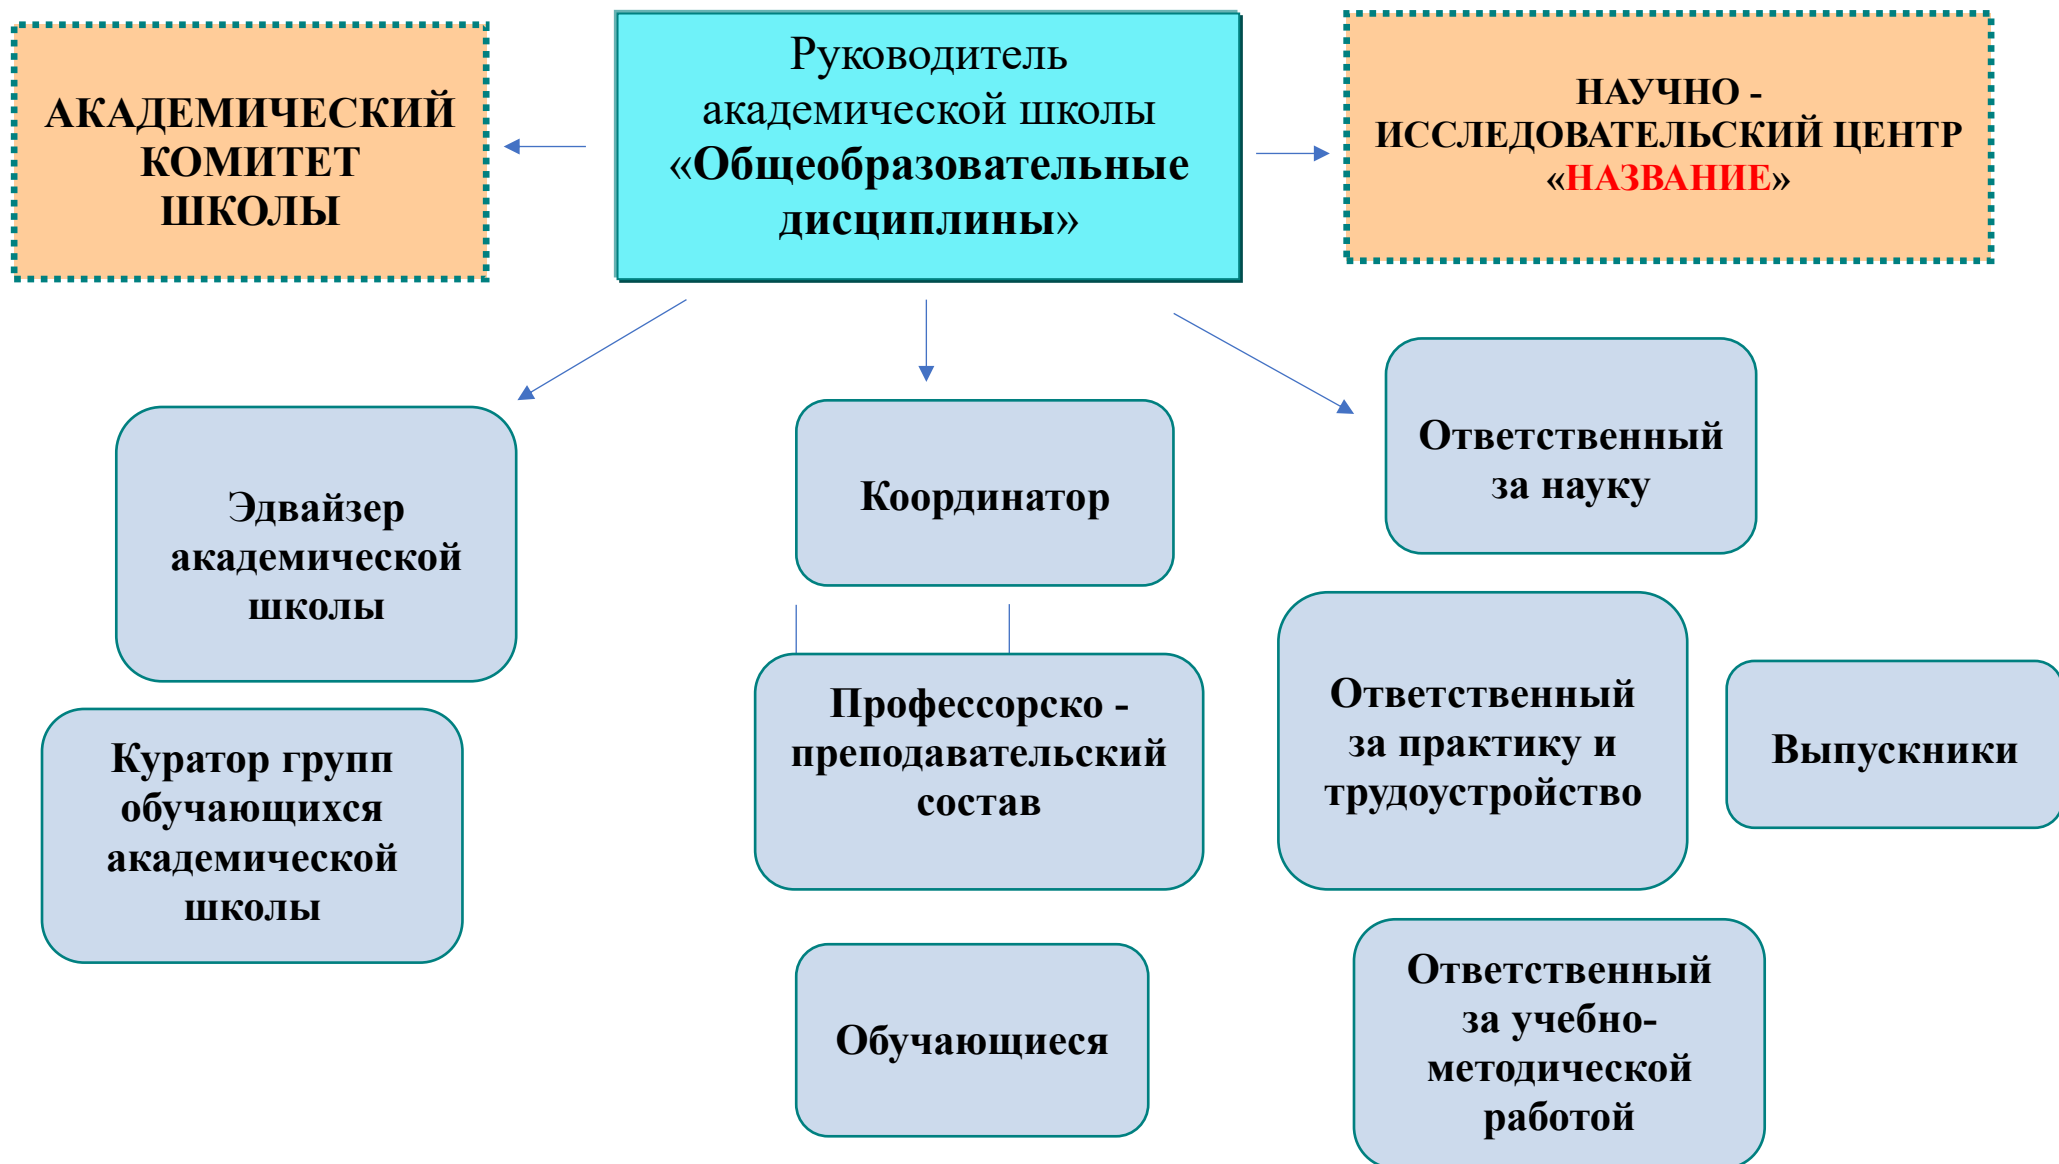 АКАДЕМИЧЕСКИЙ
КОМИТЕТ
ШКОЛЫ
Руководитель
академической школы
«Общеобразовательные
дисциплины»
НАУЧНО -
ИССЛЕДОВАТЕЛЬСКИЙ ЦЕНТР
«НАЗВАНИЕ»
Эдвайзер
академической
школы
Координатор
Ответственный
за науку
Куратор групп
обучающихся
академической
школы
Профессорско -
преподавательский
состав
Ответственный
за практику и
трудоустройство
Выпускники
Обучающиеся
Ответственный
за учебно-
методической
работой